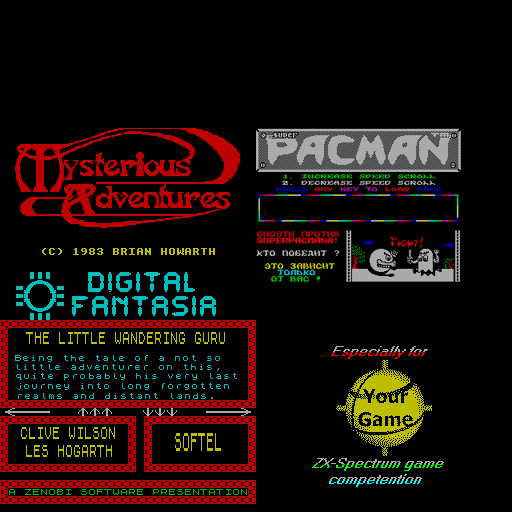 Mysterious
Adventures
(C) 1983 BRIAN HOWARTH
DIGITAL
FANTASIA
SUPER
PACMAN TM
1. INCREASE SPEED SCROLL
2. DECREASE SPEED SCROLL
PRESS ANY KEY TO LOAD
GHOSTS ПРОТИВ
SUPERPACMANA:
КТО ПОБЕДИТ ?
ЭТО ЗАВИСИТ
ТОЛЬКО
ОТ ВАС !
FIGHT!
THE LITTLE WANDERING GURU
Being the tale of a not so
little adventurer on this,
quite probably his very last
journey into long forgotten
realms and distant lands.
CLIVE WILSON
LES HOGARTH
SOFTEL
A ZENOBI SOFTWARE PRESENTATION
Especially for
Your
Game
ZX-Spectrum game
competention